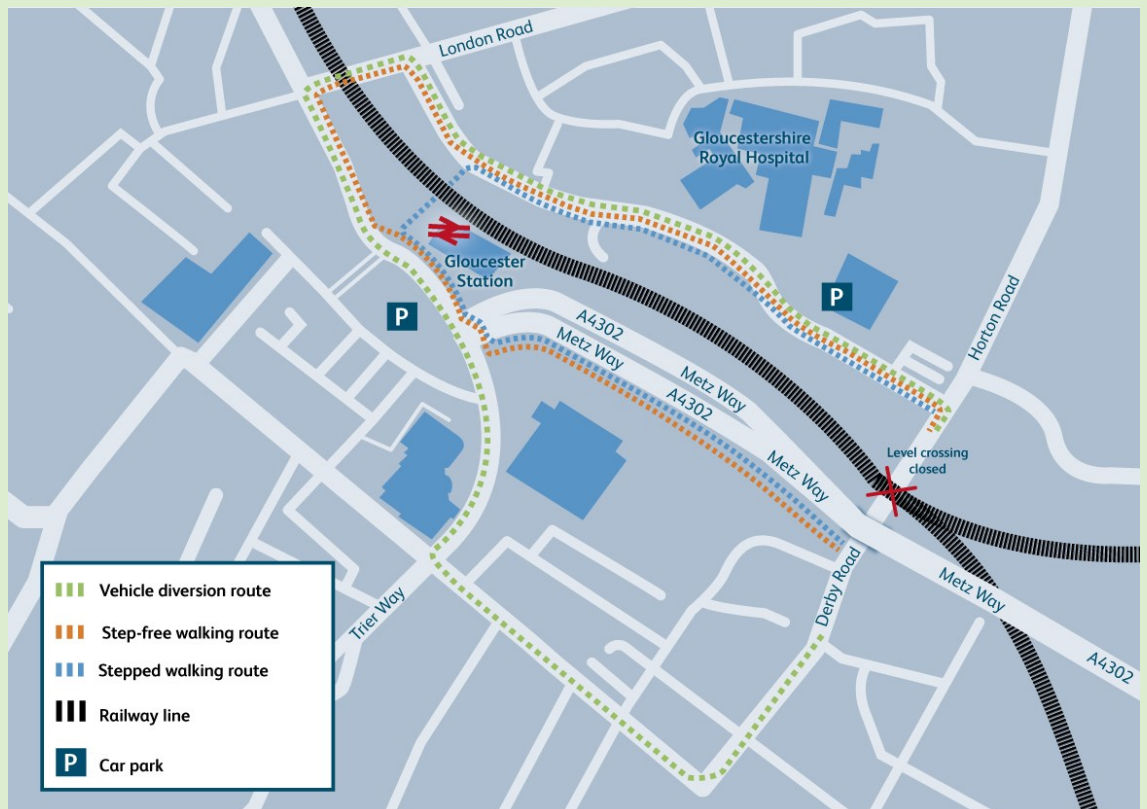 London Road
Gloucestershire
Royal Hospital
Gloucester
Station
P
P
Horton Road
A4302
Metz Way
Metz Way
A4302
Metz Way
Level crossing
closed
Derby Road
Metz Way
A4302
Trier Way
Vehicle diversion route
Step-free walking route
Stepped walking route
Railway line
P
Car park